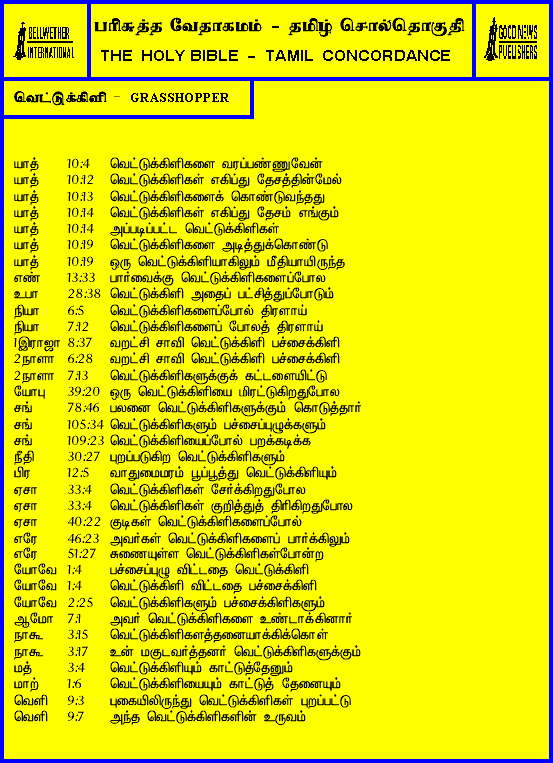 BELLWETHER
INTERNATIONAL
பரிசுத்த வேதாகமம் - தமிழ் சொல்தொகுதி
THE HOLY BIBLE - TAMIL CONCORDANCE
GOOD NEWS
PUBLISHERS
வெட்டுக்கிளி - GRASSHOPPER
யாத் 10:4 வெட்டுக்கிளிகளை வரப்பண்ணுவேன்
யாத் 10:12 வெட்டுக்கிளிகள் எகிப்து தேசத்தின்மேல்
யாத் 10:13 வெட்டுக்கிளிகளைக் கொண்டுவந்தது
யாத் 10:14 வெட்டுக்கிளிகள் எகிப்து தேசம் எங்கும்
யாத் 10:14 அப்படிப்பட்ட வெட்டுக்கிளிகள்
யாத் 10:19 வெட்டுக்கிளிகளை அடித்துக்கொண்டு
யாத் 10:19 ஒரு வெட்டுக்கிளியாகிலும் மீதியாயிருந்த
எண் 13:33 பார்வைக்கு வெட்டுக்கிளிகளைப்போல
உபா 28:38 வெட்டுக்கிளி அதைப் பட்சித்துப்போடும்
நியா 6:5 வெட்டுக்கிளிகளைப்போல் திரளாய்
நியா 7:12 வெட்டுக்கிளிகளைப் போலத் திரளாய்
1இராஜா 8:37 வறட்சி சாவி வெட்டுக்கிளி பச்சைக்கிளி
2நாளா 6:28 வறட்சி சாவி வெட்டுக்கிளி பச்சைக்கிளி
2நாளா 7:13 வெட்டுக்கிளிகளுக்குக் கட்டளையிட்டு
யோபு 39:20 ஒரு வெட்டுக்கிளியை மிரட்டுகிறதுபோல
சங் 78:46 பலனை வெட்டுக்கிளிகளுக்கும் கொடுத்தார்
சங் 105:34 வெட்டுக்கிளிகளும் பச்சைப்புழுக்களும்
சங் 109:23 வெட்டுக்கிளியைப்போல் பறக்கடிக்க
நீதி 30:27 புறப்படுகிற வெட்டுக்கிளிகளும்
பிர 12:5 வாதுமைமரம் பூப்பூத்து வெட்டுக்கிளியும்
ஏசா 33:4 வெட்டுக்கிளிகள் சேர்க்கிறதுபோல
ஏசா 33:4 வெட்டுக்கிளிகள் குறித்துத் திரிகிறதுபோல
ஏசா 40:22 குடிகள் வெட்டுக்கிளிகளைப்போல்
எரே 46:23 அவர்கள் வெட்டுக்கிளிகளைப் பார்க்கிலும்
எரே 51:27 சுணையுள்ள வெட்டுக்கிளிகள்போன்ற
யோவே 1:4 பச்சைப்புழு விட்டதை வெட்டுக்கிளி
யோவே 1:4 வெட்டுக்கிளி விட்டதை பச்சைக்கிளி
யோவே 2:25 வெட்டுக்கிளிகளும் பச்சைக்கிளிகளும்
ஆமோ 7:1 அவர் வெட்டுக்கிளிகளை உண்டாக்கினார்
நாகூ 3:15 வெட்டுக்கிளிகளத்தனையாக்கிக்கொள்
நாகூ 3:17 உன் மகுடவர்த்தனர் வெட்டுக்கிளிகளுக்கும்
மத் 3:4 வெட்டுக்கிளியும் காட்டுத்தேனும்
மாற் 1:6 வெட்டுக்கிளியையும் காட்டுத் தேனையும்
வெளி 9:3 புகையிலிருந்து வெட்டுக்கிளிகள் புறப்பட்டு
வெளி 9:7 அந்த வெட்டுக்கிளிகளின் உருவம்